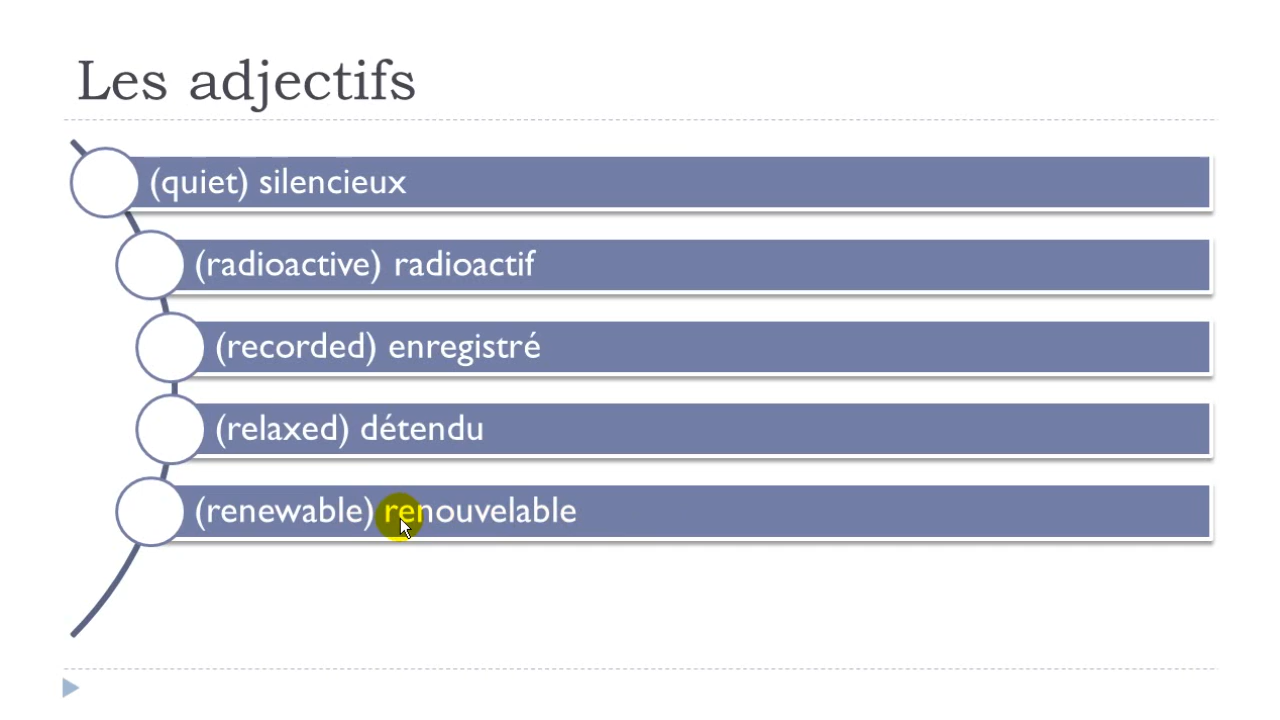 Les adjectifs
(quiet) silencieux
(radioactive) radioactif
(recorded) enregistré
(relaxed) détendu
(renewable) renouvelable